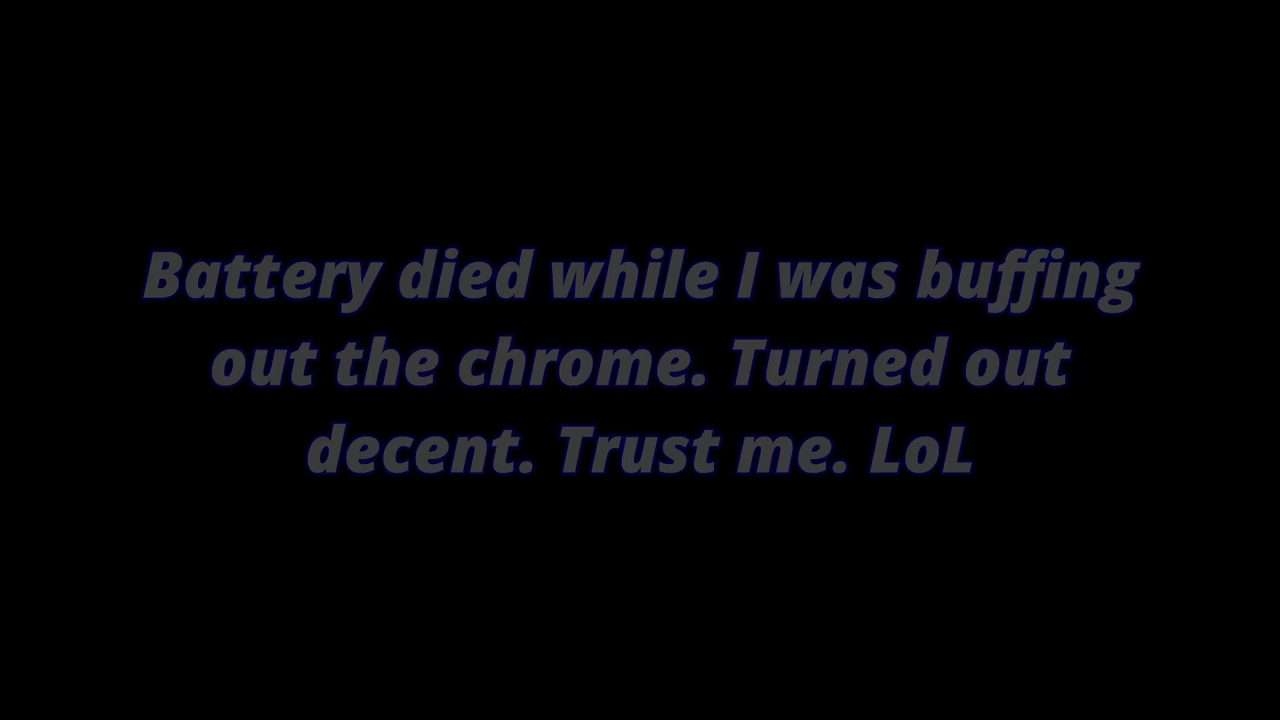 Battery died while I was buffing
out the chrome. Turned out
decent. Trust me. LoL